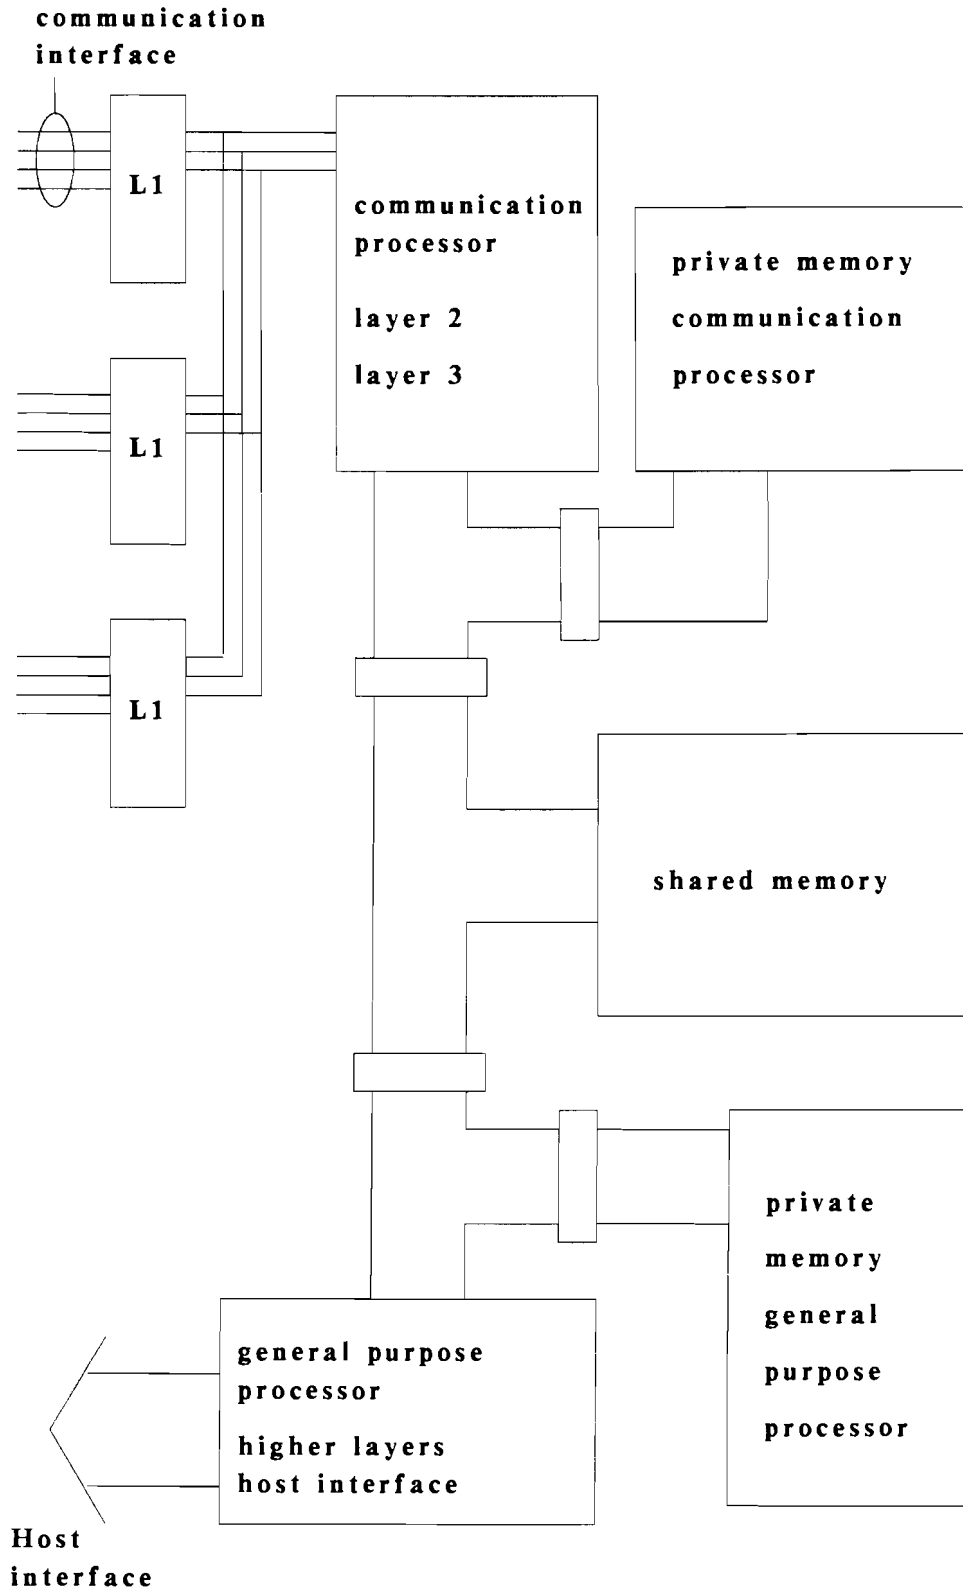 communication
interface
L1
communication
processor
layer 2
layer 3
private memory
communication
processor
L1
L1
shared memory
private
memory
general
purpose
processor
general purpose
processor
higher layers
host interface
Host
interface